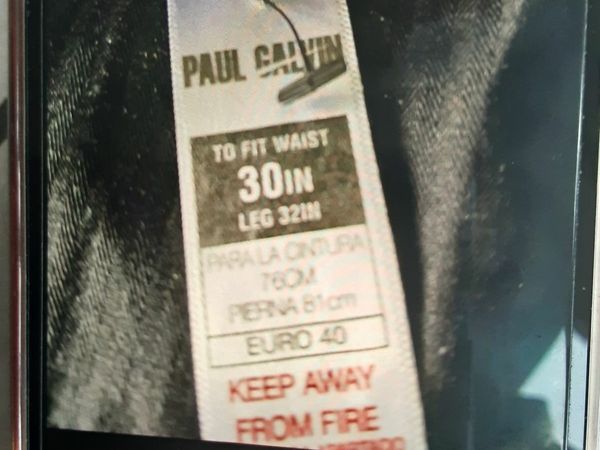 PAUL GALVIN
TO FIT WAIST
30IN
LEG 32IN
PARA LA CINTURA
76CM
PIERNA 81cm
EURO 40
KEEP AWAY
FROM FIRE